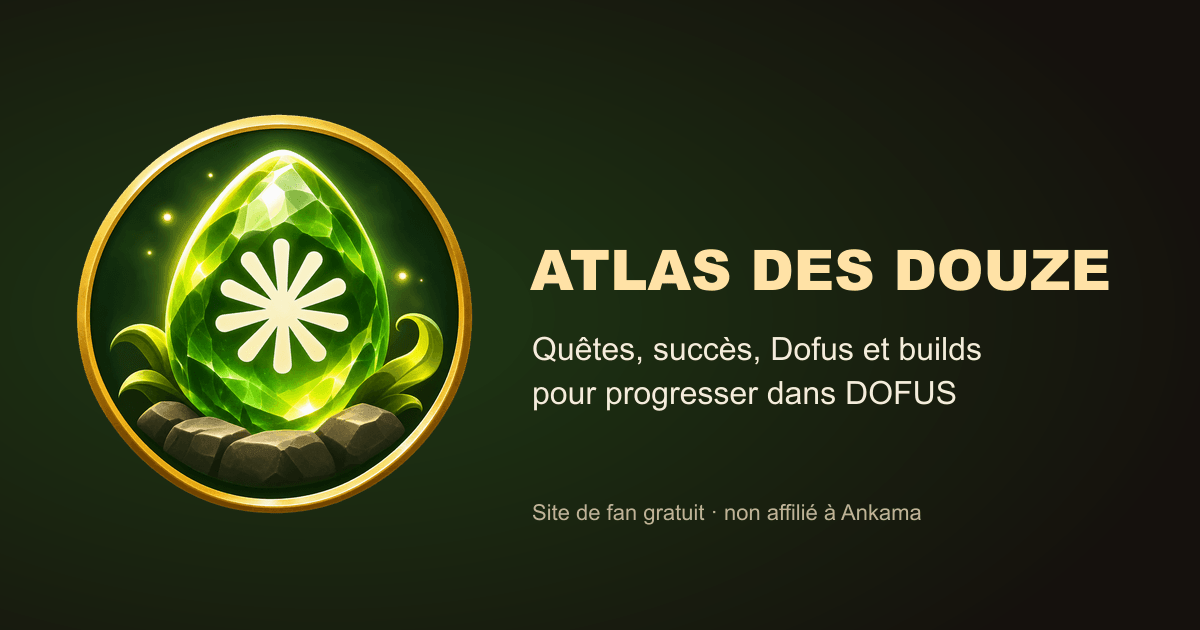 ATLAS DES DOUZE
Quêtes, succès, Dofus et builds
pour progresser dans DOFUS
Site de fan gratuit · non affilié à Ankama